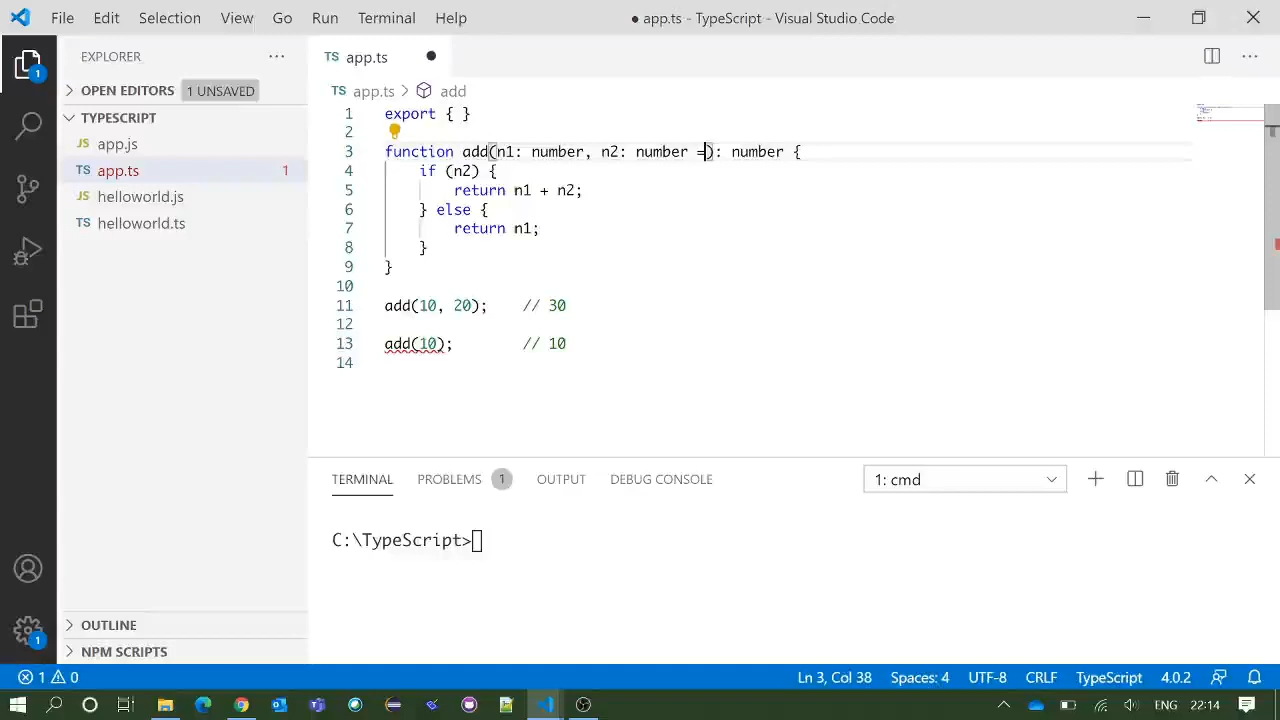 File Edit Selection View Go Run Terminal Help ● app.ts - TypeScript - Visual Studio Code
EXPLORER ···
TS app.ts ●
1
OPEN EDITORS 1 UNSAVED
TS app.ts > add
TYPESCRIPT
JS app.js
TS app.ts 1
JS helloworld.js
TS helloworld.ts
1 export { }
2
3 function add(n1: number, n2: number =): number {
4 if (n2) {
5 return n1 + n2;
6 } else {
7 return n1;
8 }
9 }
10
11 add(10, 20); // 30
12
13 add(10); // 10
14
TERMINAL PROBLEMS 1 OUTPUT DEBUG CONSOLE 1: cmd
C:\TypeScript>
OUTLINE
1
NPM SCRIPTS
1 0 Ln 3, Col 38 Spaces: 4 UTF-8 CRLF TypeScript 4.0.2
ENG 22:14